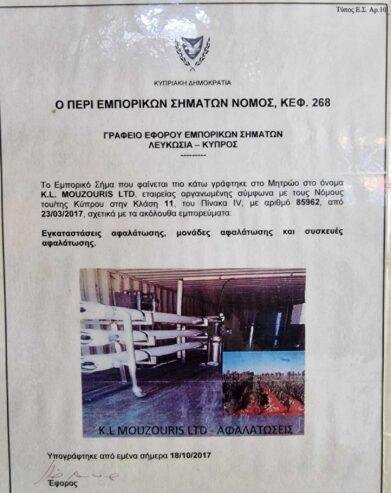 Τύπος Ε.Σ. Αρ.10
ΚΥΠΡΙΑΚΗ ΔΗΜΟΚΡΑΤΙΑ
Ο ΠΕΡΙ ΕΜΠΟΡΙΚΩΝ ΣΗΜΑΤΩΝ ΝΟΜΟΣ, ΚΕΦ. 268
ΓΡΑΦΕΙΟ ΕΦΟΡΟΥ ΕΜΠΟΡΙΚΩΝ ΣΗΜΑΤΩΝ
ΛΕΥΚΩΣΙΑ – ΚΥΠΡΟΣ
Το Εμπορικό Σήμα που φαίνεται πιο κάτω γράφτηκε στο Μητρώο στο όνομα
K.L. MOUZOURIS LTD, εταιρείας οργανωμένης σύμφωνα με τους Νόμους
του/της Κύπρου στην Κλάση 11, του Πίνακα IV, με αριθμό 85962, από
23/03/2017, σχετικά με τα ακόλουθα εμπορεύματα:
Εγκαταστάσεις αφαλάτωσης, μονάδες αφαλάτωσης και συσκευές
αφαλάτωσης.
K.L MOUZOURIS LTD - ΑΦΑΛΑΤΩΣΕΙΣ
Υπογράφτηκε από εμένα σήμερα 18/10/2017
Έφορος